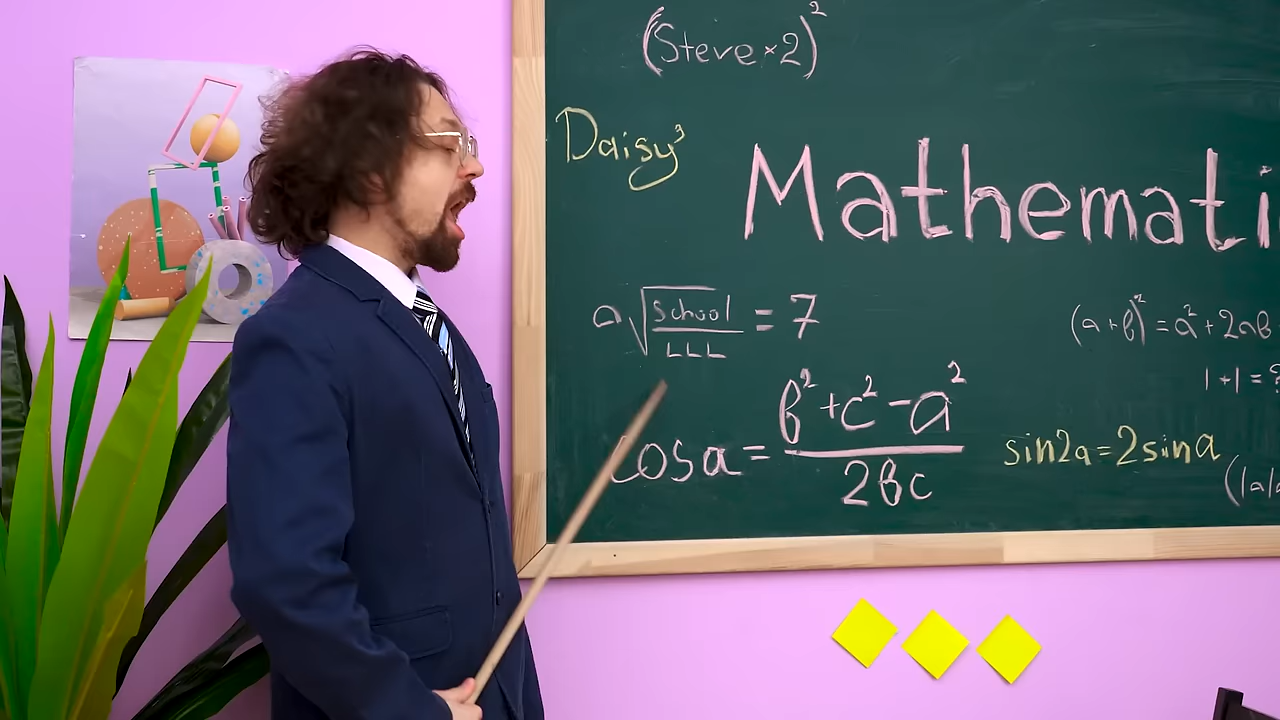 (Steve×2)²
Daisy³
Mathemati
a√school/LLL = 7
(a+b)²=a²+2ab
1+1=?
cosa= b²+c²-a²/2bc
sin2a=2sina